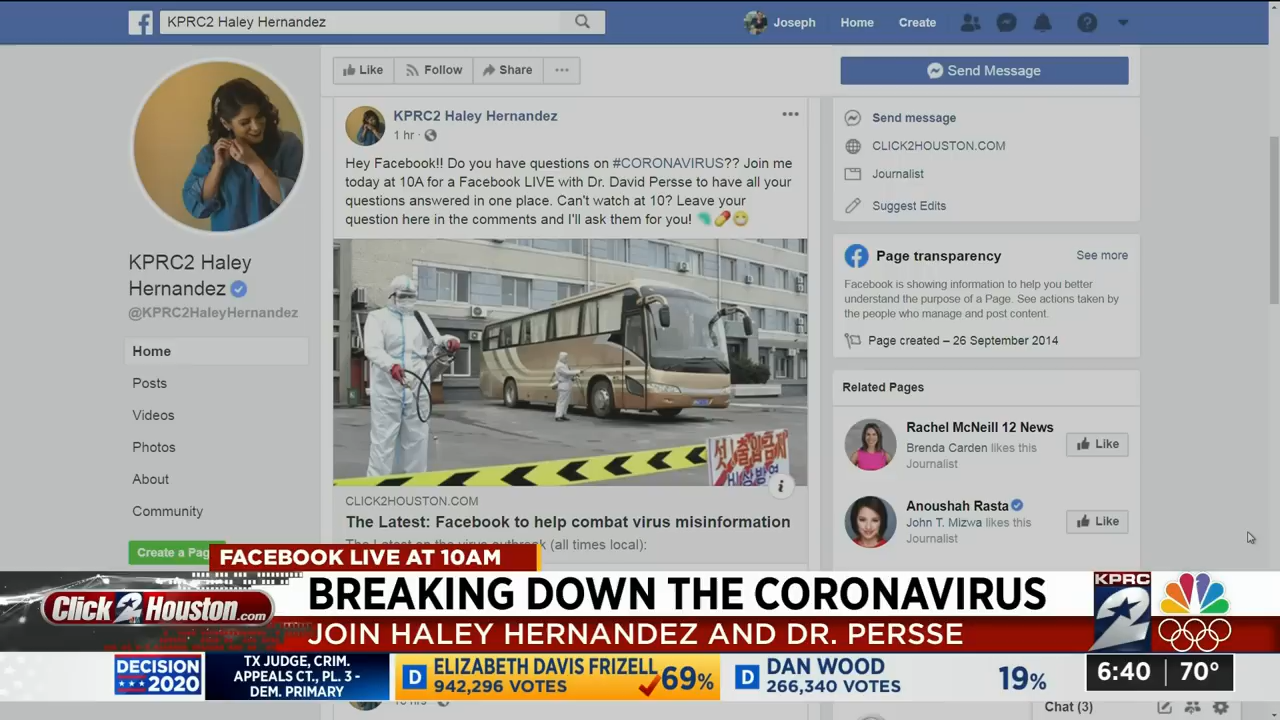 KPRC2 Haley Hernandez
Joseph
Home
Create
Like
Follow
Share
Send Message
KPRC2 Haley
Hernandez
@KPRC2HaleyHernandez
Home
Posts
Videos
Photos
About
Community
KPRC2 Haley Hernandez
1 hr ·
Hey Facebook!! Do you have questions on #CORONAVIRUS?? Join me
today at 10A for a Facebook LIVE with Dr. David Persse to have all your
questions answered in one place. Can't watch at 10? Leave your
question here in the comments and I'll ask them for you!
CLICK2HOUSTON.COM
The Latest: Facebook to help combat virus misinformation
(all times local):
Send message
CLICK2HOUSTON.COM
Journalist
Suggest Edits
Page transparency
See more
Facebook is showing information to help you better
understand the purpose of a Page. See actions taken by
the people who manage and post content.
Page created – 26 September 2014
Related Pages
Rachel McNeill 12 News
Brenda Carden likes this
Journalist
Like
Anoushah Rasta
John T. Mizwa likes this
Journalist
Like
Create a Pag
FACEBOOK LIVE AT 10AM
Click2Houston.com
BREAKING DOWN THE CORONAVIRUS
JOIN HALEY HERNANDEZ AND DR. PERSSE
KPRC
2
DECISION
2020
TX JUDGE, CRIM.
APPEALS CT., PL. 3 -
DEM. PRIMARY
D ELIZABETH DAVIS FRIZELL
942,296 VOTES
69%
D DAN WOOD
266,340 VOTES
19%
6:40
70°
Chat (3)